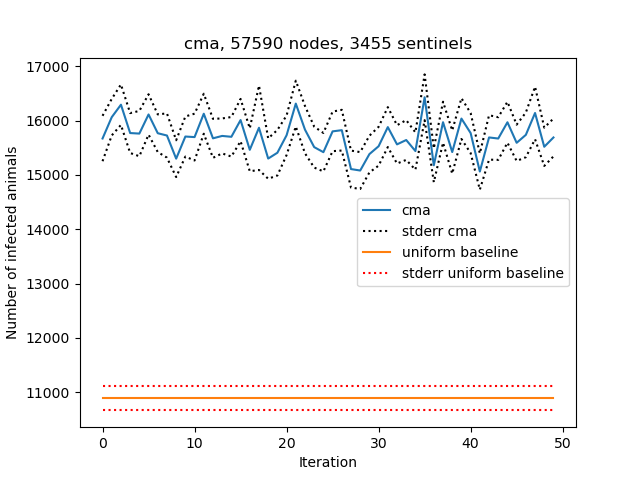 cma, 57590 nodes, 3455 sentinels
17000
16000
15000
14000
13000
12000
11000
Number of infected animals
cma
stderr cma
uniform baseline
stderr uniform baseline
0 10 20 30 40 50
Iteration